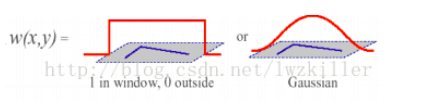 w(x,y) =
or
http://blog.csdn.net/lwzkiller
1 in window, 0 outside
Gaussian